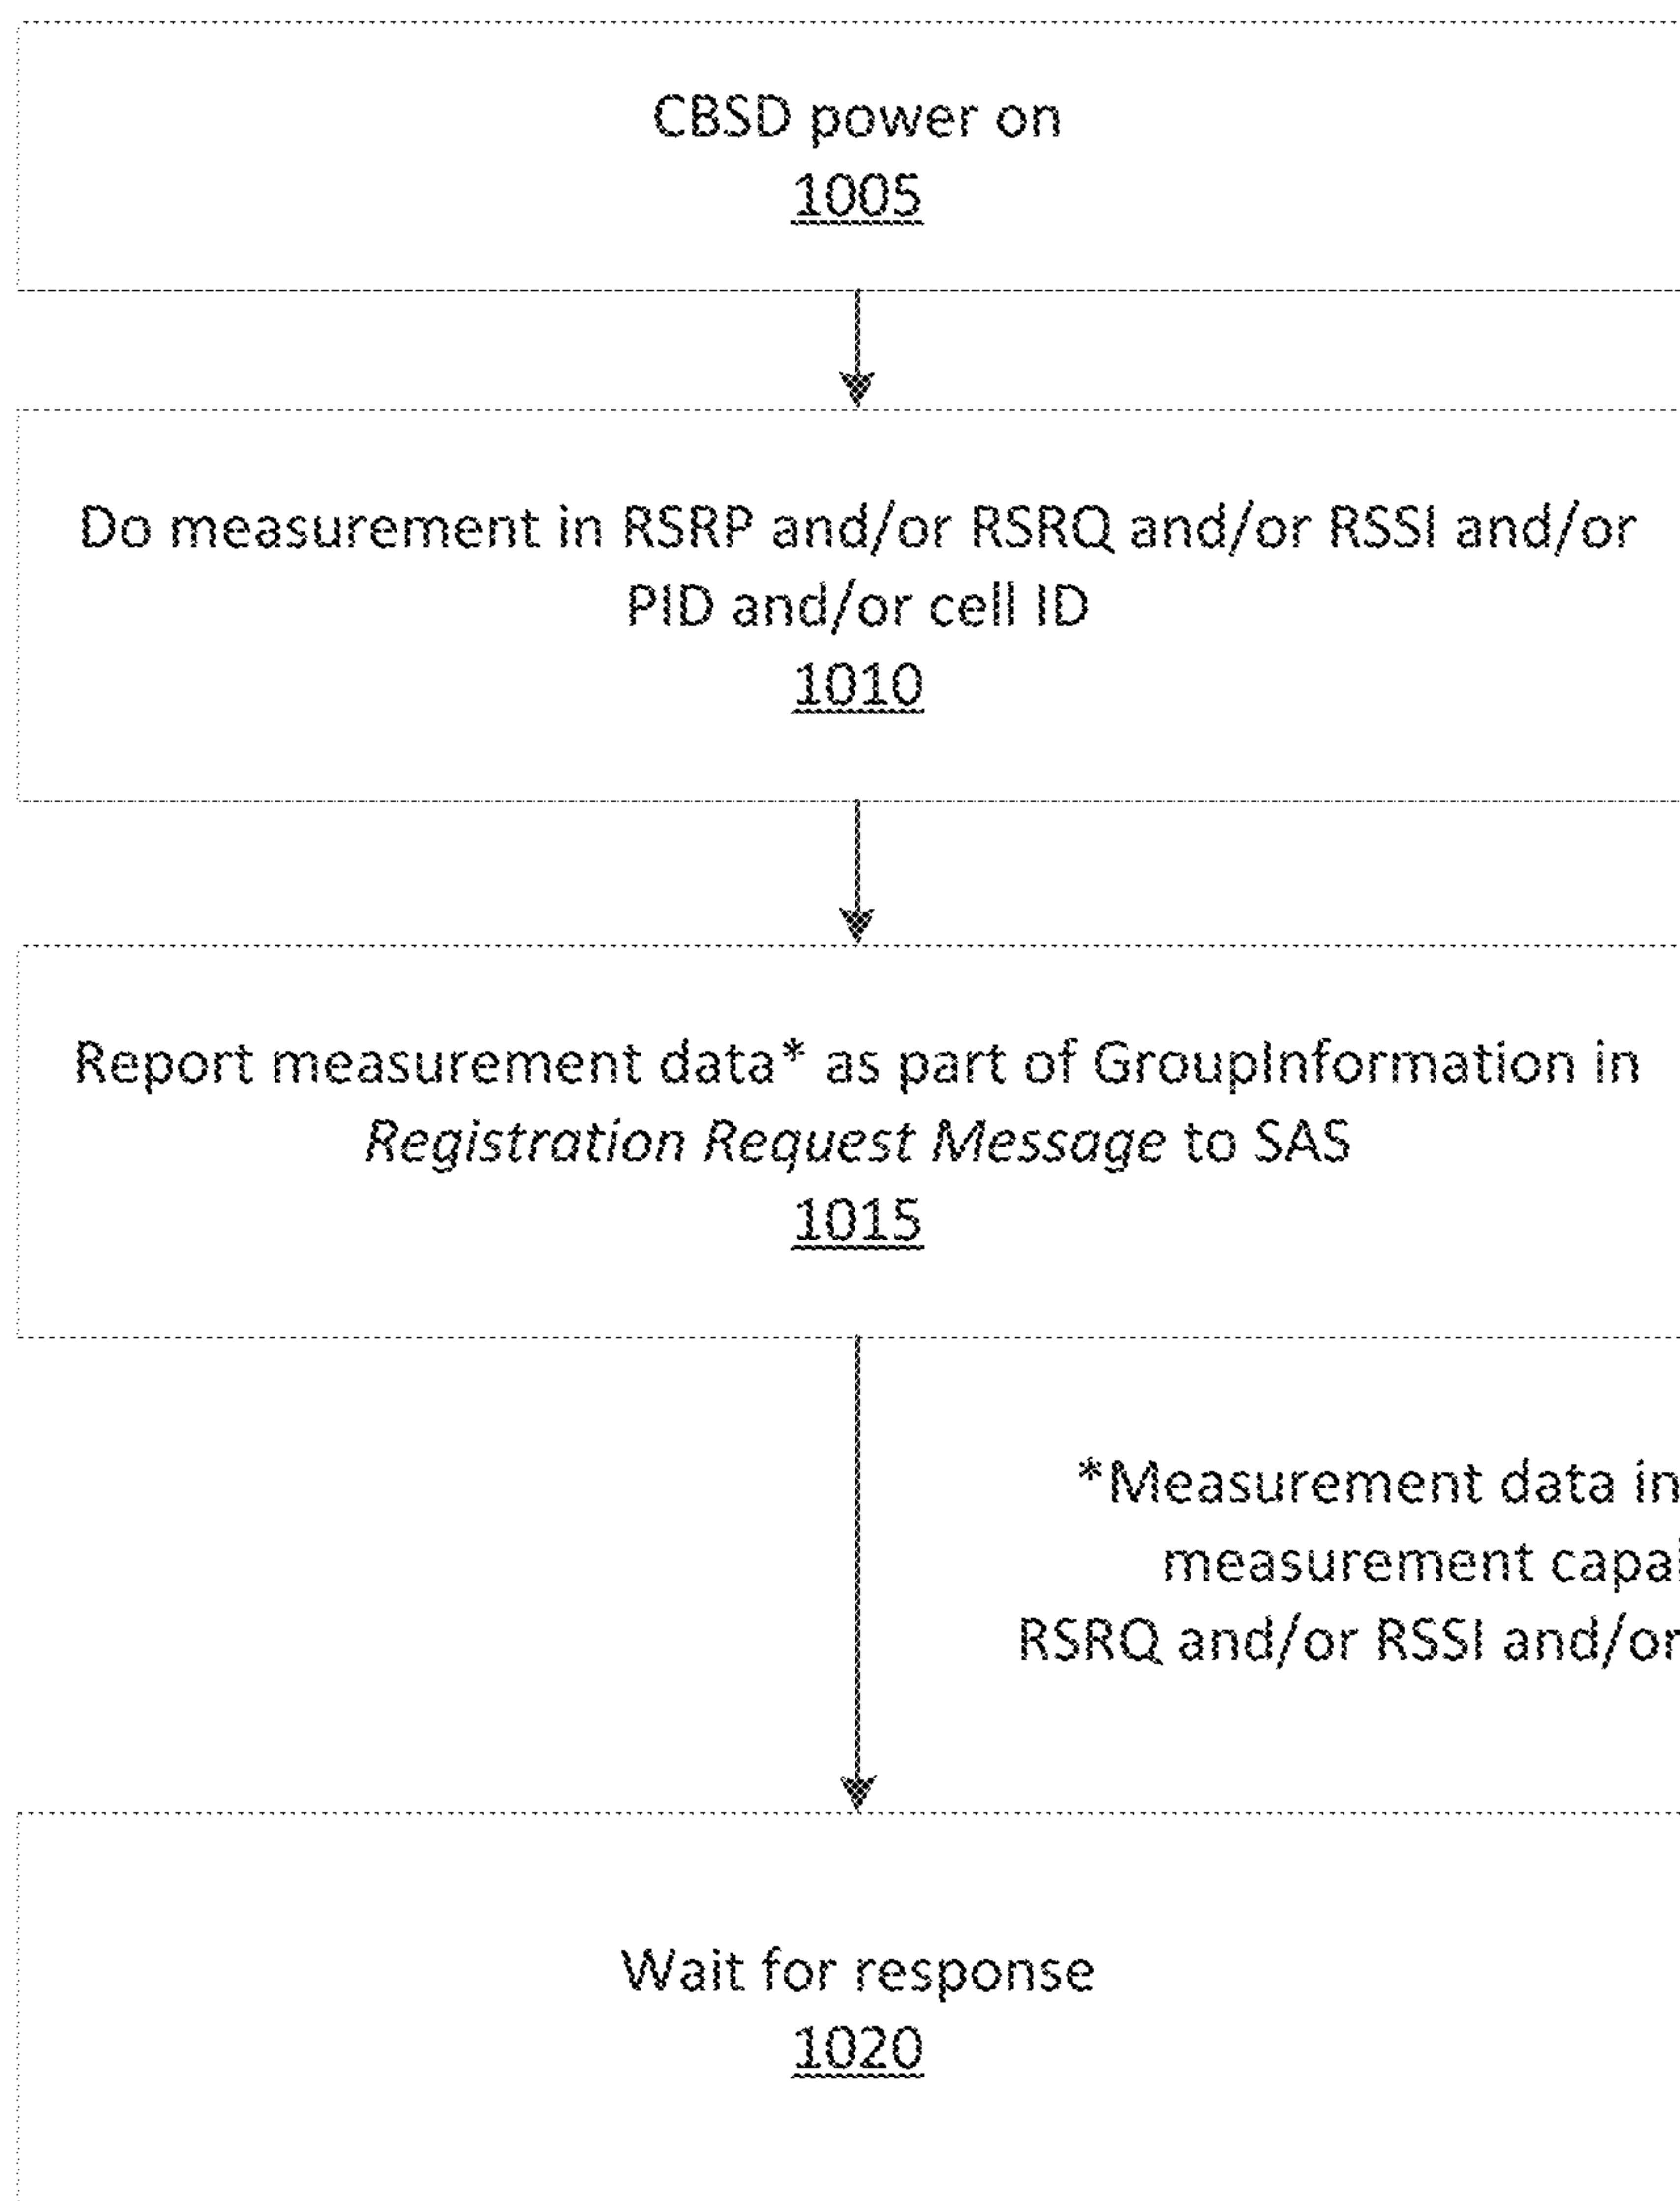 CBSD power on
1005
Do measurement in RSRP and/or RSRQ and/or RSSI and/or
PID and/or cell ID
1010
Report measurement data* as part of GroupInformation in
Registration Request Message to SAS
1015
*Measurement data
measurement
RSRQ and/or RSSI and/or
Wait for response
1020